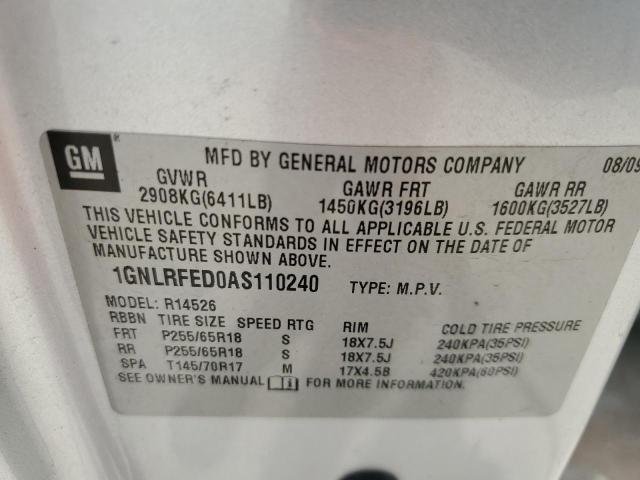 GM
MFD BY GENERAL MOTORS COMPANY 08/09
GVWR GAWR FRT GAWR RR
2908KG(6411LB) 1450KG(3196LB) 1600KG(3527LB)
THIS VEHICLE CONFORMS TO ALL APPLICABLE U.S. FEDERAL MOTOR
VEHICLE SAFETY STANDARDS IN EFFECT ON THE DATE OF
MANUFACTURE SHOWN ABOVE.
1GNLRFED0AS110240 TYPE: M.P.V.
MODEL: R14526
RBBN TIRE SIZE SPEED RTG RIM COLD TIRE PRESSURE
FRT P255/65R18 S 18X7.5J 240KPA(35PSI)
RR P255/65R18 S 18X7.5J 240KPA(35PSI)
SPA T145/70R17 M 17X4.5B 420KPA(60PSI)
SEE OWNER'S MANUAL FOR MORE INFORMATION.